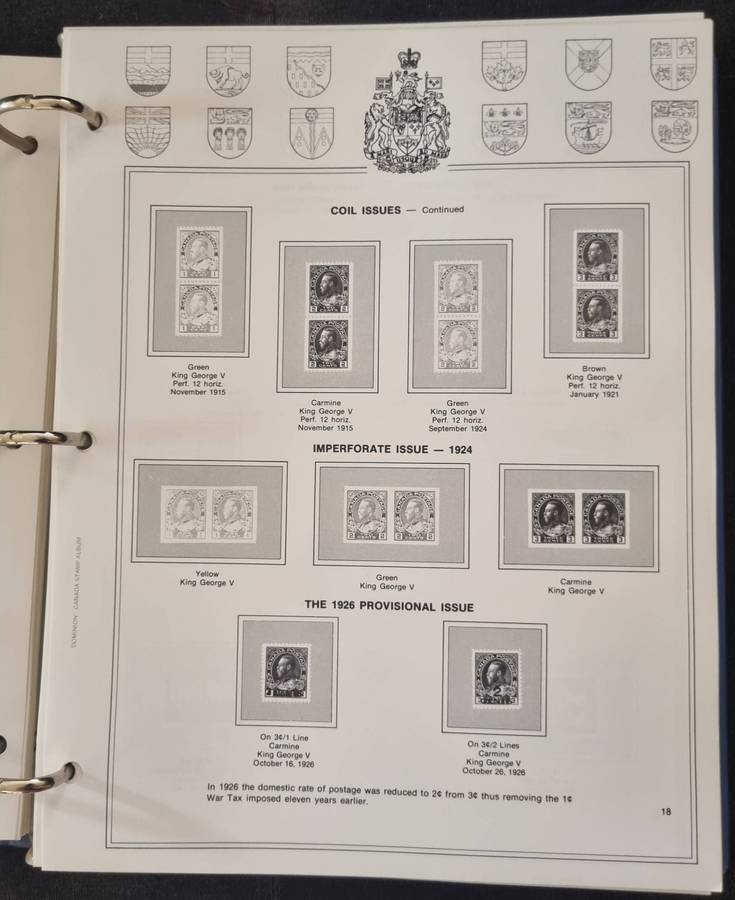 COIL ISSUES — Continued
Green
King George V
Perf. 12 horiz.
November 1915
Carmine
King George V
Perf. 12 horiz.
November 1915
Green
King George V
Perf. 12 horiz.
September 1924
Brown
King George V
Perf. 12 horiz.
January 1921
IMPERFORATE ISSUE — 1924
Yellow
King George V
Green
King George V
Carmine
King George V
THE 1926 PROVISIONAL ISSUE
On 3¢/1 Line
Carmine
King George V
October 16, 1926
On 3¢/2 Lines
Carmine
King George V
October 26, 1926
In 1926 the domestic rate of postage was reduced to 2¢ from 3¢ thus removing the 1¢
War Tax imposed eleven years earlier.
18
DOMINION CANADA STAMP ALBUM